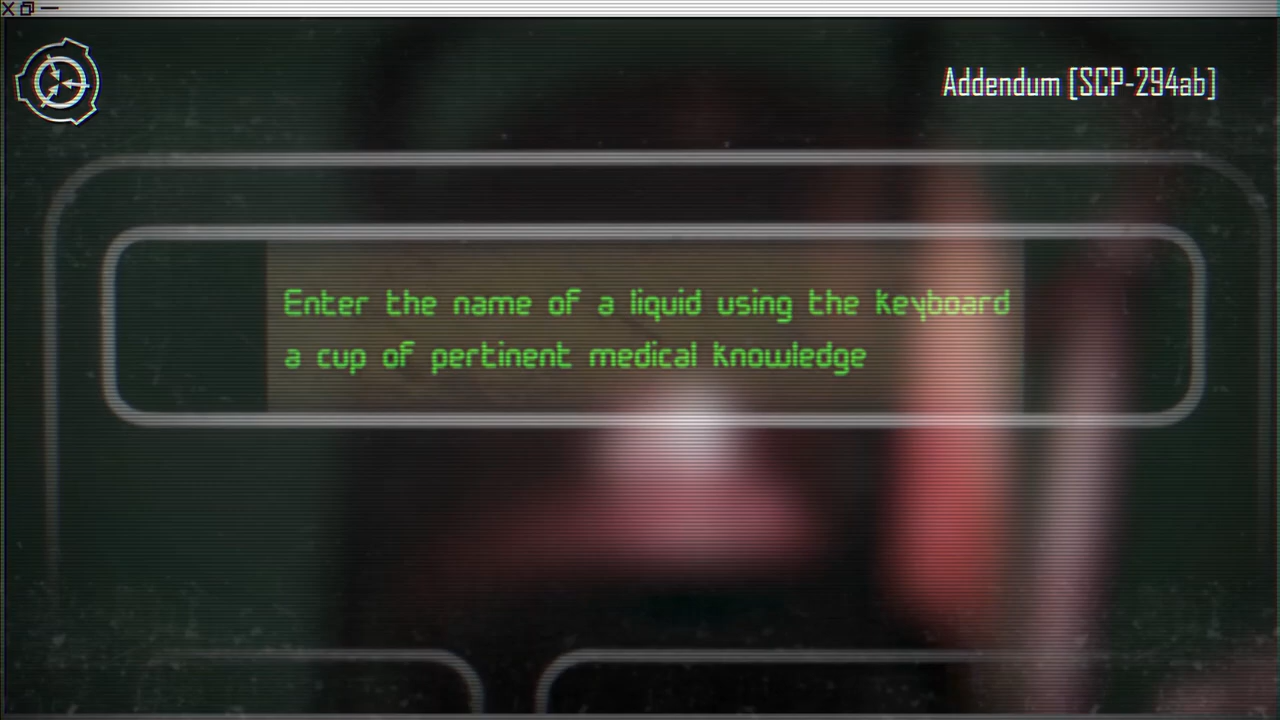 Addendum [SCP-294ab]
Enter the name of a liquid using the keyboard
a cup of pertinent medical knowledge